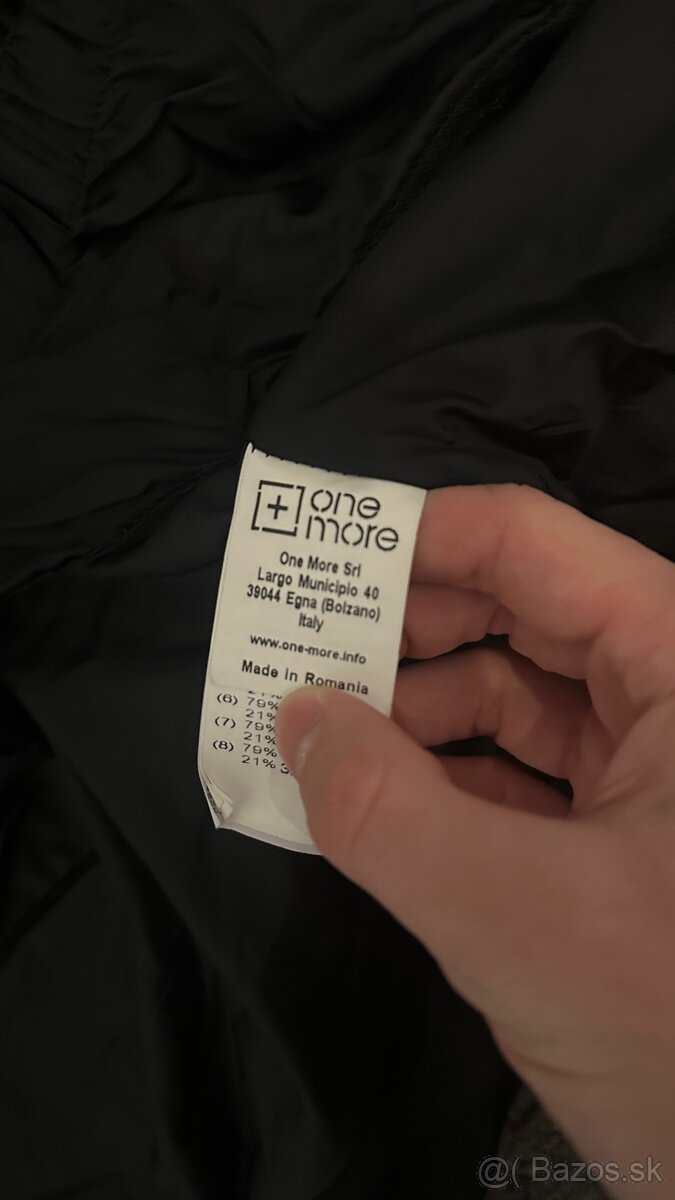 one
more
One More Srl
Largo Municipio 40
39044 Egna (Bolzano)
Italy
www.one-more.info
Made in Romania
(6) 79%
21%
(7) 79%
21%
(8) 79%
21%
@( Bazos.sk